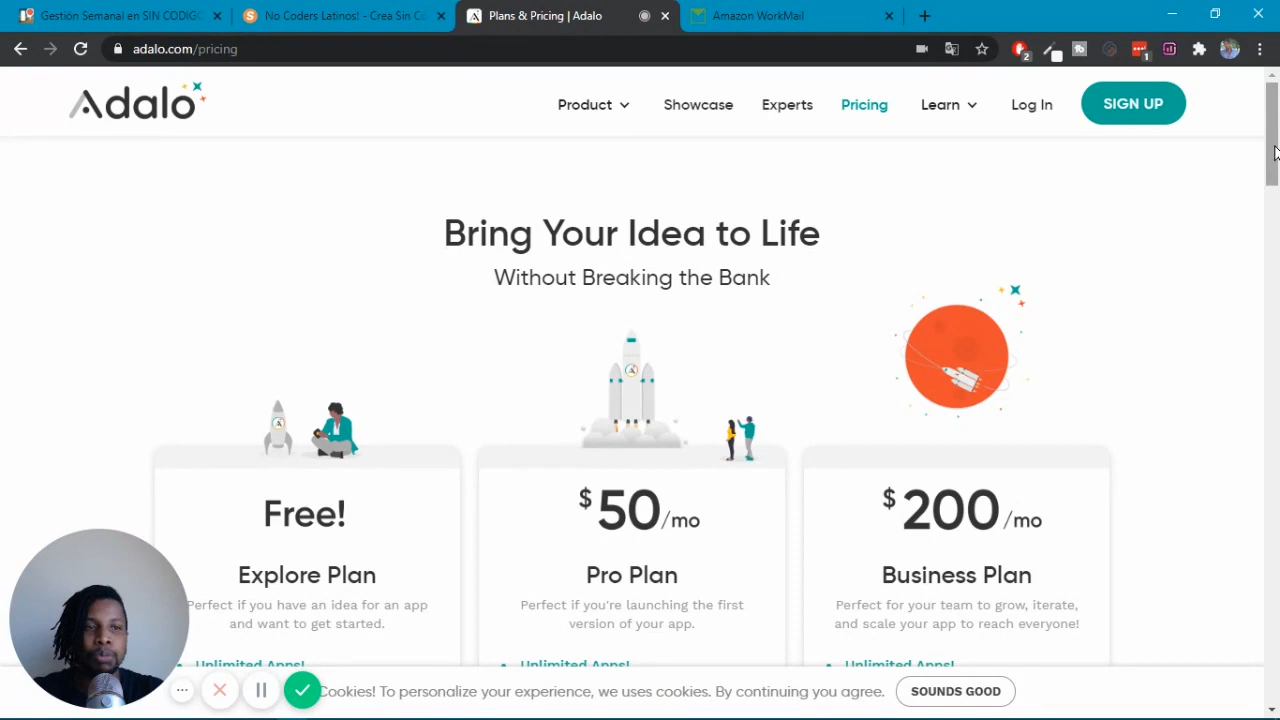 Gestión Semanal en SIN CODIGO
No Coders Latinos! - Crea Sin Co
Plans & Pricing | Adalo
Amazon WorkMail
adalo.com/pricing
2
1
Adalo
Product
Showcase
Experts
Pricing
Learn
Log In
SIGN UP
Bring Your Idea to Life
Without Breaking the Bank
Free!
Explore Plan
Perfect if you have an idea for an app
and want to get started.
Unlimited Apps!
$50/mo
Pro Plan
Perfect if you're launching the first
version of your app.
Unlimited Apps!
$200/mo
Business Plan
Perfect for your team to grow, iterate,
and scale your app to reach everyone!
Unlimited Apps!
Cookies! To personalize your experience, we uses cookies. By continuing you agree.
SOUNDS GOOD